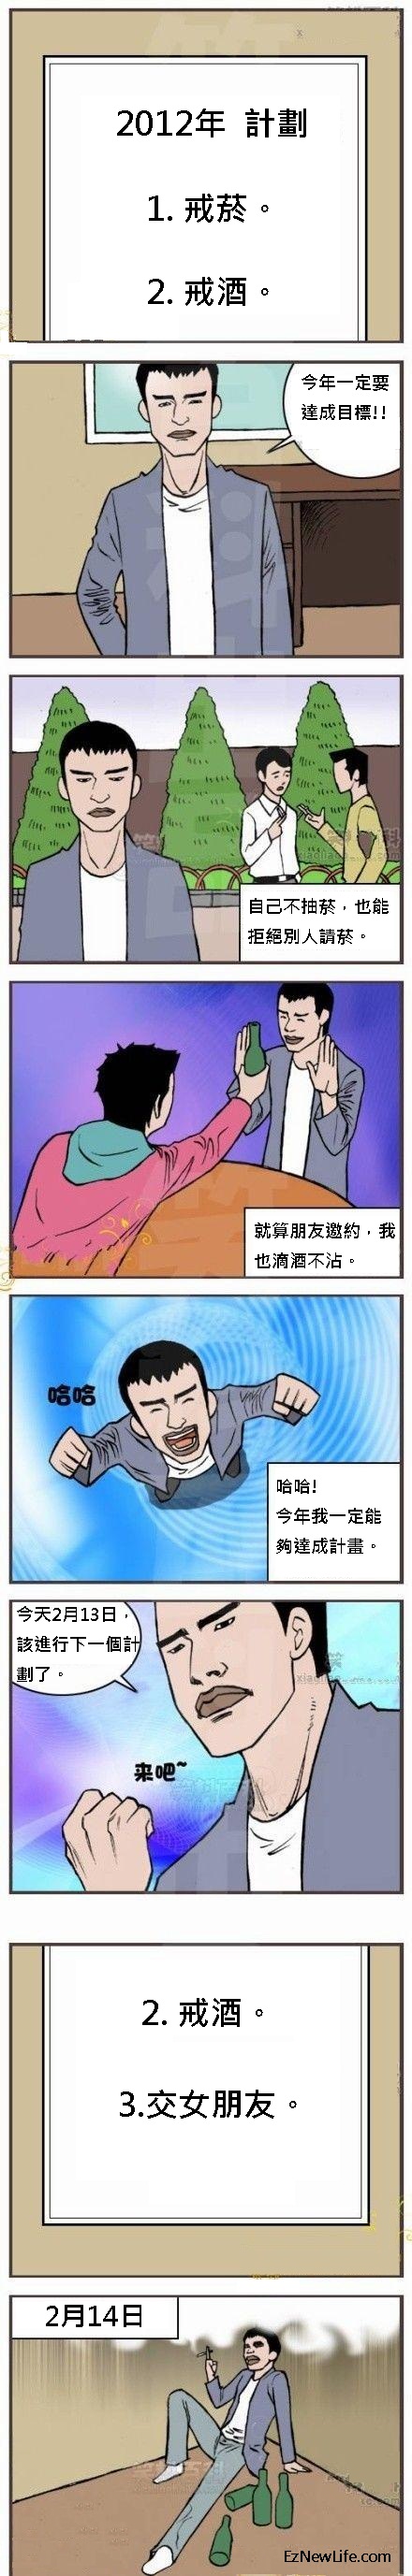 2012年 計劃
1. 戒菸。
2. 戒酒。
今年一定要
達成目標!!
自己不抽菸，也能
拒絕別人請菸。
就算朋友邀約，我
也滴酒不沾。
哈哈
哈哈!
今年我一定能
夠達成計畫。
今天2月13日，
該進行下一個計
劃了。
来吧~
2. 戒酒。
3.交女朋友。
2月14日
EzNewLife.com